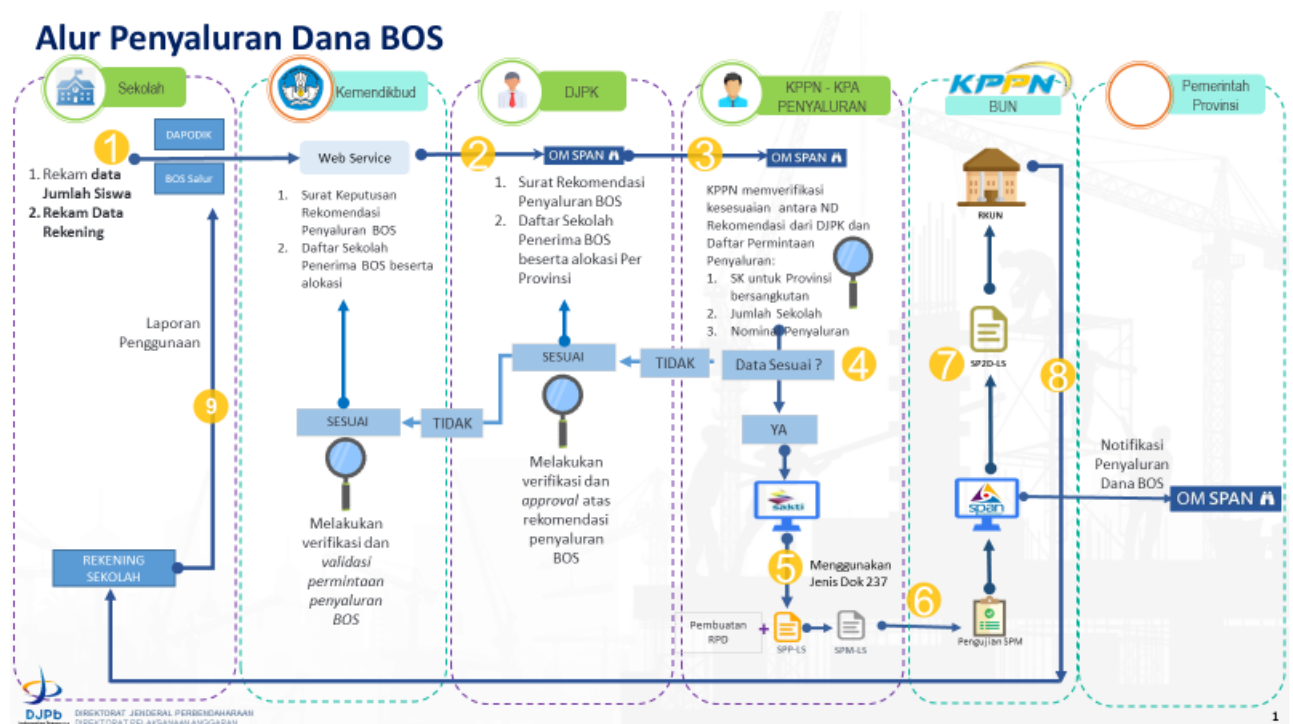 Alur Penyaluran Dana BOS
Sekolah
1
DAPODIK
BOS Salur
1. Rekam data
Jumlah Siswa
2. Rekam Data
Rekening
Laporan
Penggunaan
9
REKENING
SEKOLAH
Kemendikbud
Web Service
1. Surat Keputusan
Rekomendasi
Penyaluran BOS
2. Daftar Sekolah
Penerima BOS beserta
alokasi
SESUAI
TIDAK
Melakukan
verifikasi dan
validasi
permintaan
penyaluran
BOS
DJPK
2
OM SPAN
1. Surat Rekomendasi
Penyaluran BOS
2. Daftar Sekolah
Penerima BOS
beserta alokasi Per
Provinsi
SESUAI
TIDAK
Melakukan
verifikasi dan
approval atas
rekomendasi
penyaluran
BOS
KPPN - KPA
PENYALURAN
3
OM SPAN
KPPN memverifikasi
kesesuaian antara ND
Rekomendasi dari DJPK dan
Daftar Permintaan
Penyaluran:
1. SK untuk Provinsi
bersangkutan
2. Jumlah Sekolah
3. Nominal Penyaluran
Data Sesuai ?
4
YA
sakti
5
Menggunakan
Jenis Dok 237
Pembuatan
RPD
+
SPP-LS
SPM-LS
6
KPPN
BUN
RKUN
7
SP2D-LS
8
span
Pengujian SPM
Pemerintah
Provinsi
Notifikasi
Penyaluran
Dana BOS
OM SPAN
DJPb
DIREKTORAT JENDERAL PERBENDAHARAAN
DIREKTORAT PELAKSANAAN ANGGARAN
1